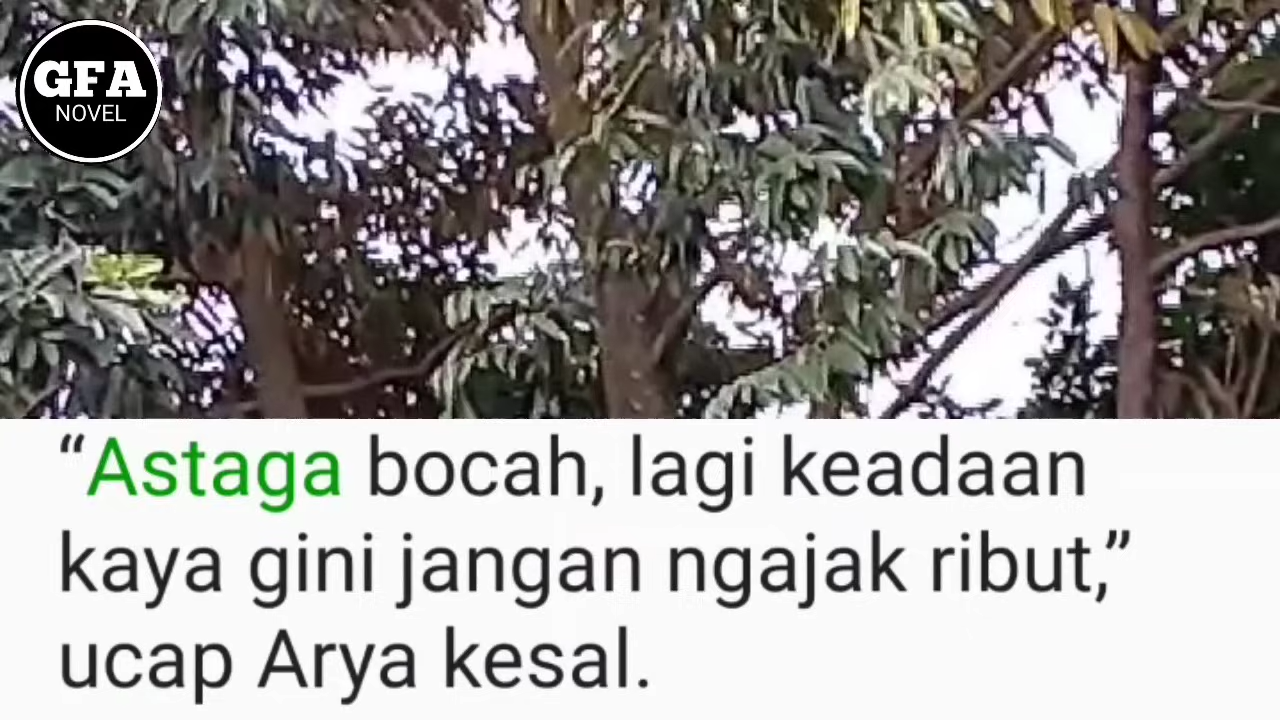 GFA
NOVEL
“Astaga bocah, lagi keadaan
kaya gini jangan ngajak ribut,”
ucap Arya kesal.